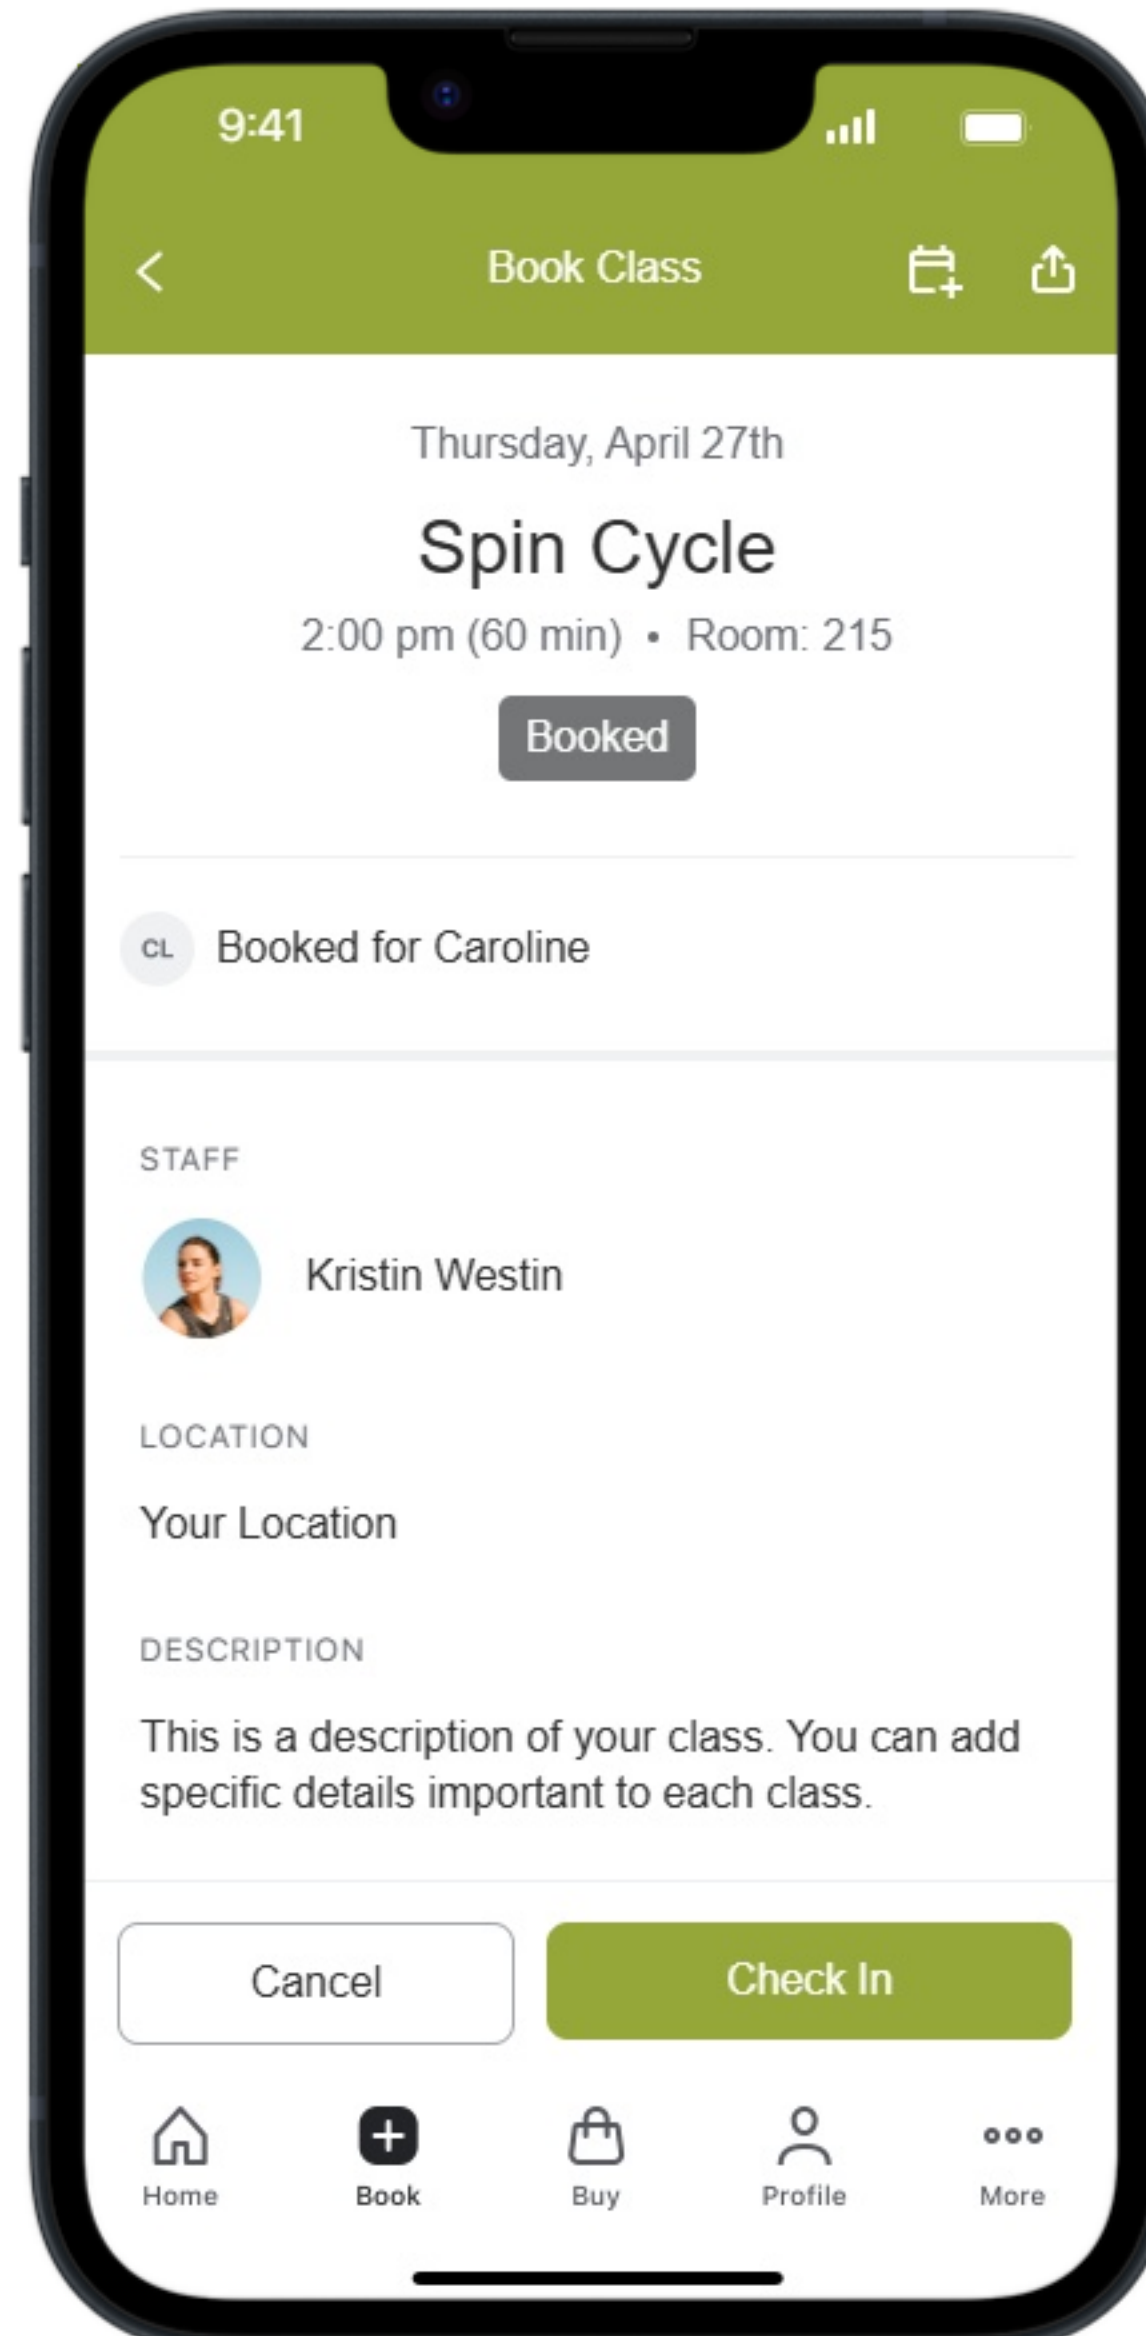 9:41
Book Class
Thursday, April 27th
Spin Cycle
2:00 pm (60 min) • Room: 215
Booked
CL Booked for Caroline
STAFF
Kristin Westin
LOCATION
Your Location
DESCRIPTION
This is a description of your class. You can add
specific details important to each class.
Cancel Check In
Home Book Buy Profile More